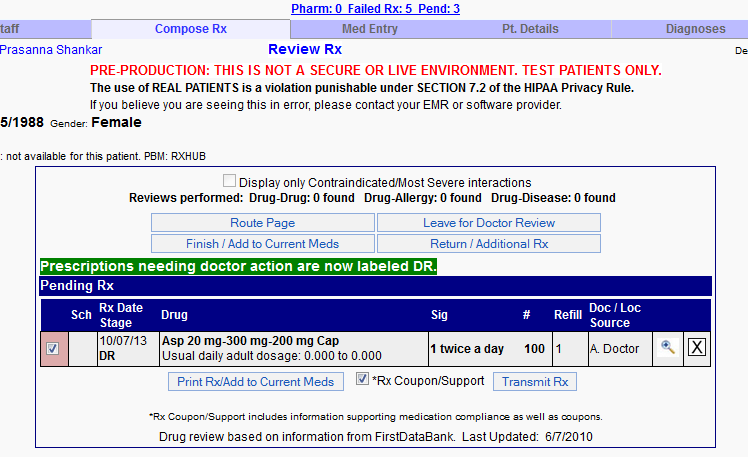 Pharm: 0 Failed Rx: 5 Pend: 3
taff Compose Rx Med Entry Pt. Details Diagnoses
Prasanna Shankar Review Rx De
PRE-PRODUCTION: THIS IS NOT A SECURE OR LIVE ENVIRONMENT. TEST PATIENTS ONLY.
The use of REAL PATIENTS is a violation punishable under SECTION 7.2 of the HIPAA Privacy Rule.
If you believe you are seeing this in error, please contact your EMR or software provider.
5/1988 Gender: Female
: not available for this patient. PBM: RXHUB
Display only Contraindicated/Most Severe interactions
Reviews performed: Drug-Drug: 0 found Drug-Allergy: 0 found Drug-Disease: 0 found
Route Page Leave for Doctor Review
Finish / Add to Current Meds Return / Additional Rx
Prescriptions needing doctor action are now labeled DR.
Pending Rx
Sch Rx Date Stage Drug Sig # Refill Doc / Loc Source
10/07/13 Asp 20 mg-300 mg-200 mg Cap 1 twice a day 100 1 A. Doctor X
DR Usual daily adult dosage: 0.000 to 0.000
Print Rx/Add to Current Meds *Rx Coupon/Support Transmit Rx
*Rx Coupon/Support includes information supporting medication compliance as well as coupons.
Drug review based on information from FirstDataBank. Last Updated: 6/7/2010